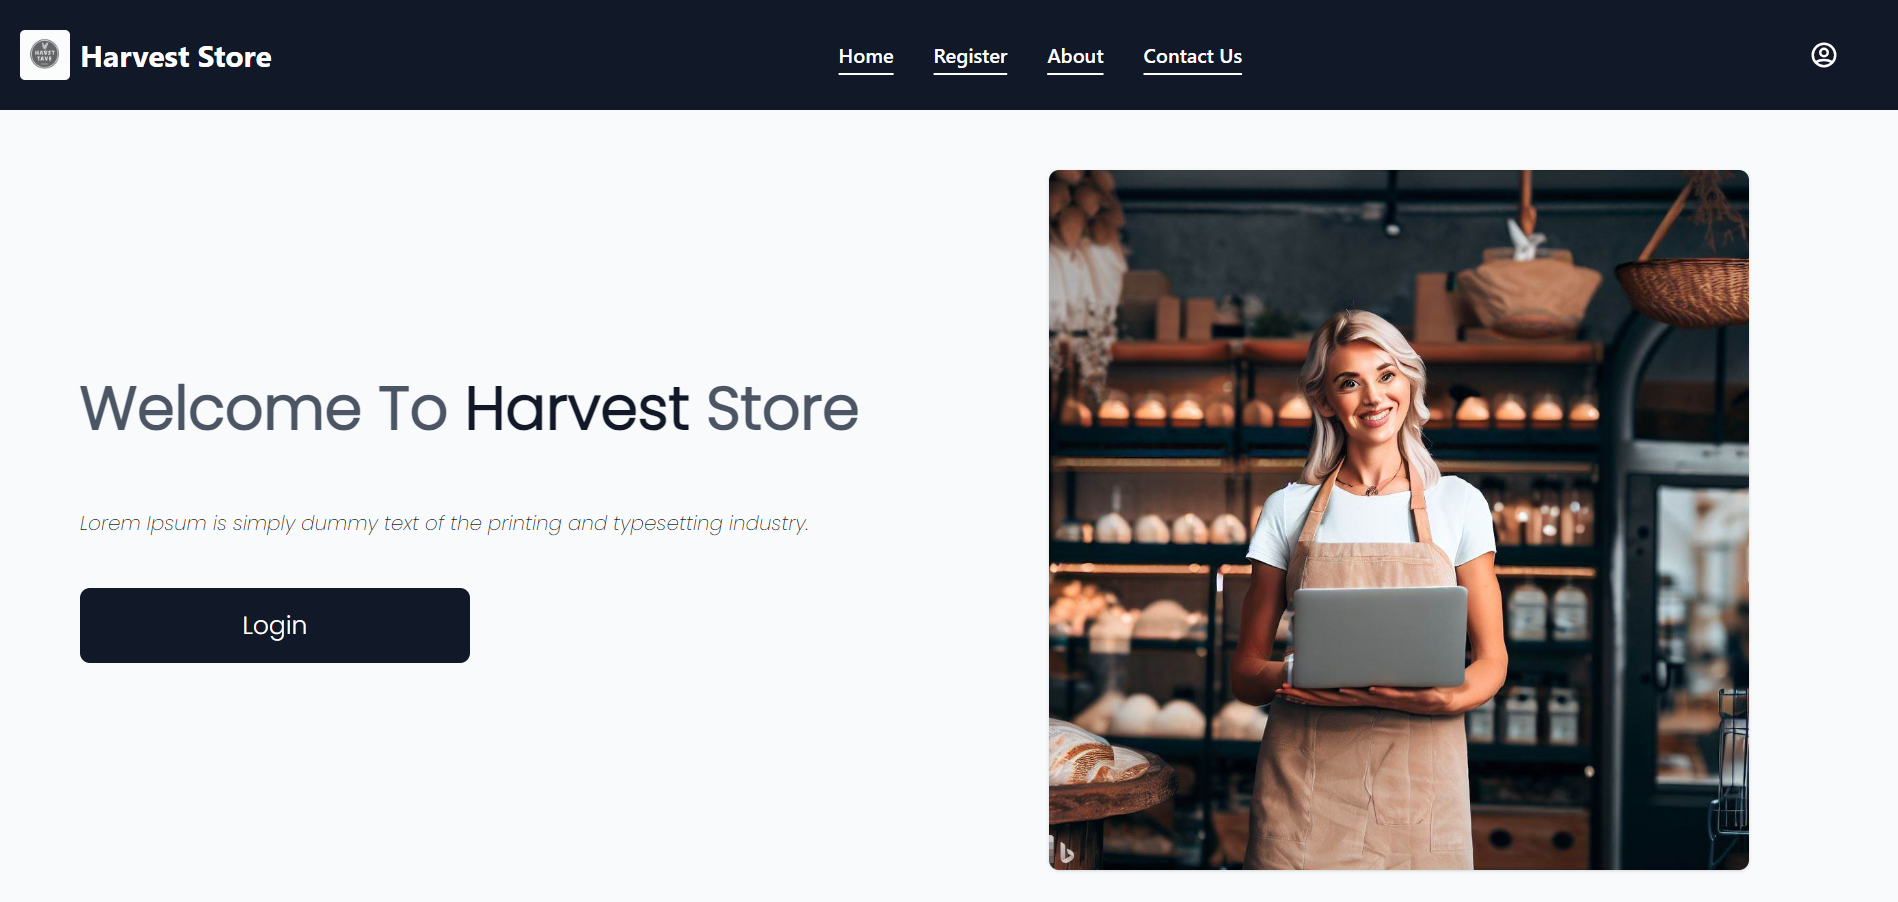 Harvest Store
Home
Register
About
Contact Us
Welcome To Harvest Store
Lorem Ipsum is simply dummy text of the printing and typesetting industry.
Login